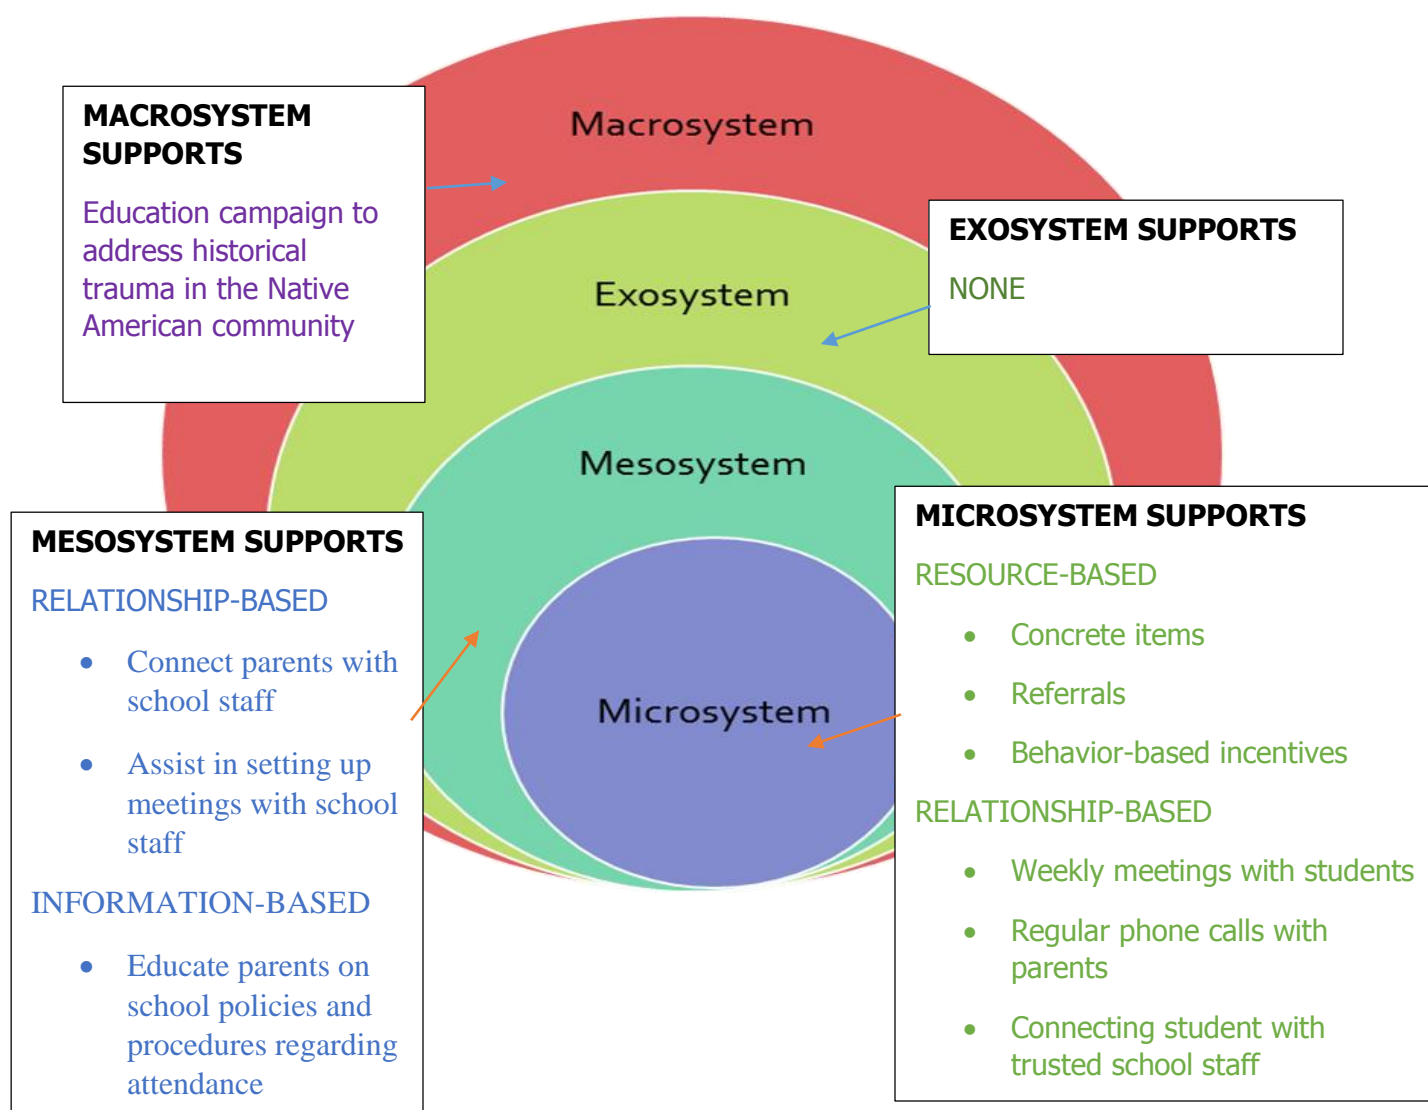 MACROSYSTEM
SUPPORTS
Education campaign to
address historical
trauma in the Native
American community
Macrosystem
EXOSYSTEM SUPPORTS
NONE
Exosystem
Mesosystem
MESOSYSTEM SUPPORTS
RELATIONSHIP-BASED
• Connect parents with
school staff
• Assist in setting up
meetings with school
staff
INFORMATION-BASED
• Educate parents on
school policies and
procedures regarding
attendance
Microsystem
MICROSYSTEM SUPPORTS
RESOURCE-BASED
• Concrete items
• Referrals
• Behavior-based incentives
RELATIONSHIP-BASED
• Weekly meetings with students
• Regular phone calls with
parents
• Connecting student with
trusted school staff